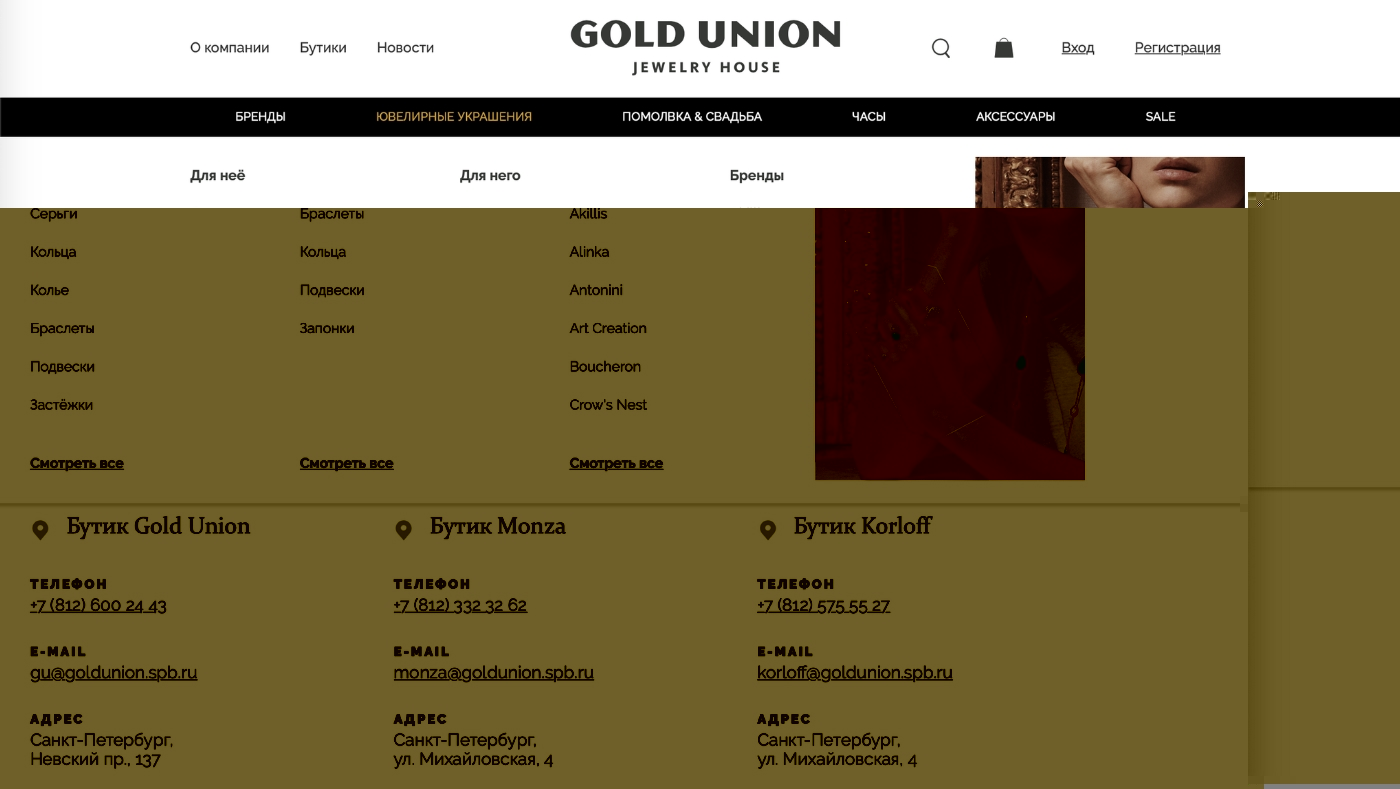 О компании Бутики Новости
GOLD UNION
JEWELRY HOUSE
Вход Регистрация
БРЕНДЫ ЮВЕЛИРНЫЕ УКРАШЕНИЯ ПОМОЛВКА & СВАДЬБА ЧАСЫ АКСЕССУАРЫ SALE
Для неё Для него Бренды
Серьги Браслеты Akillis
Кольца Кольца Alinka
Колье Подвески Antonini
Браслеты Запонки Art Creation
Подвески Boucheron
Застёжки Crow's Nest
Смотреть все Смотреть все Смотреть все
Бутик Gold Union Бутик Monza Бутик Korloff
ТЕЛЕФОН ТЕЛЕФОН ТЕЛЕФОН
+7 (812) 600 24 43 +7 (812) 332 32 62 +7 (812) 575 55 27
E-MAIL E-MAIL E-MAIL
gu@goldunion.spb.ru monza@goldunion.spb.ru korloff@goldunion.spb.ru
АДРЕС АДРЕС АДРЕС
Санкт-Петербург, Санкт-Петербург, Санкт-Петербург,
Невский пр., 137 ул. Михайловская, 4 ул. Михайловская, 4